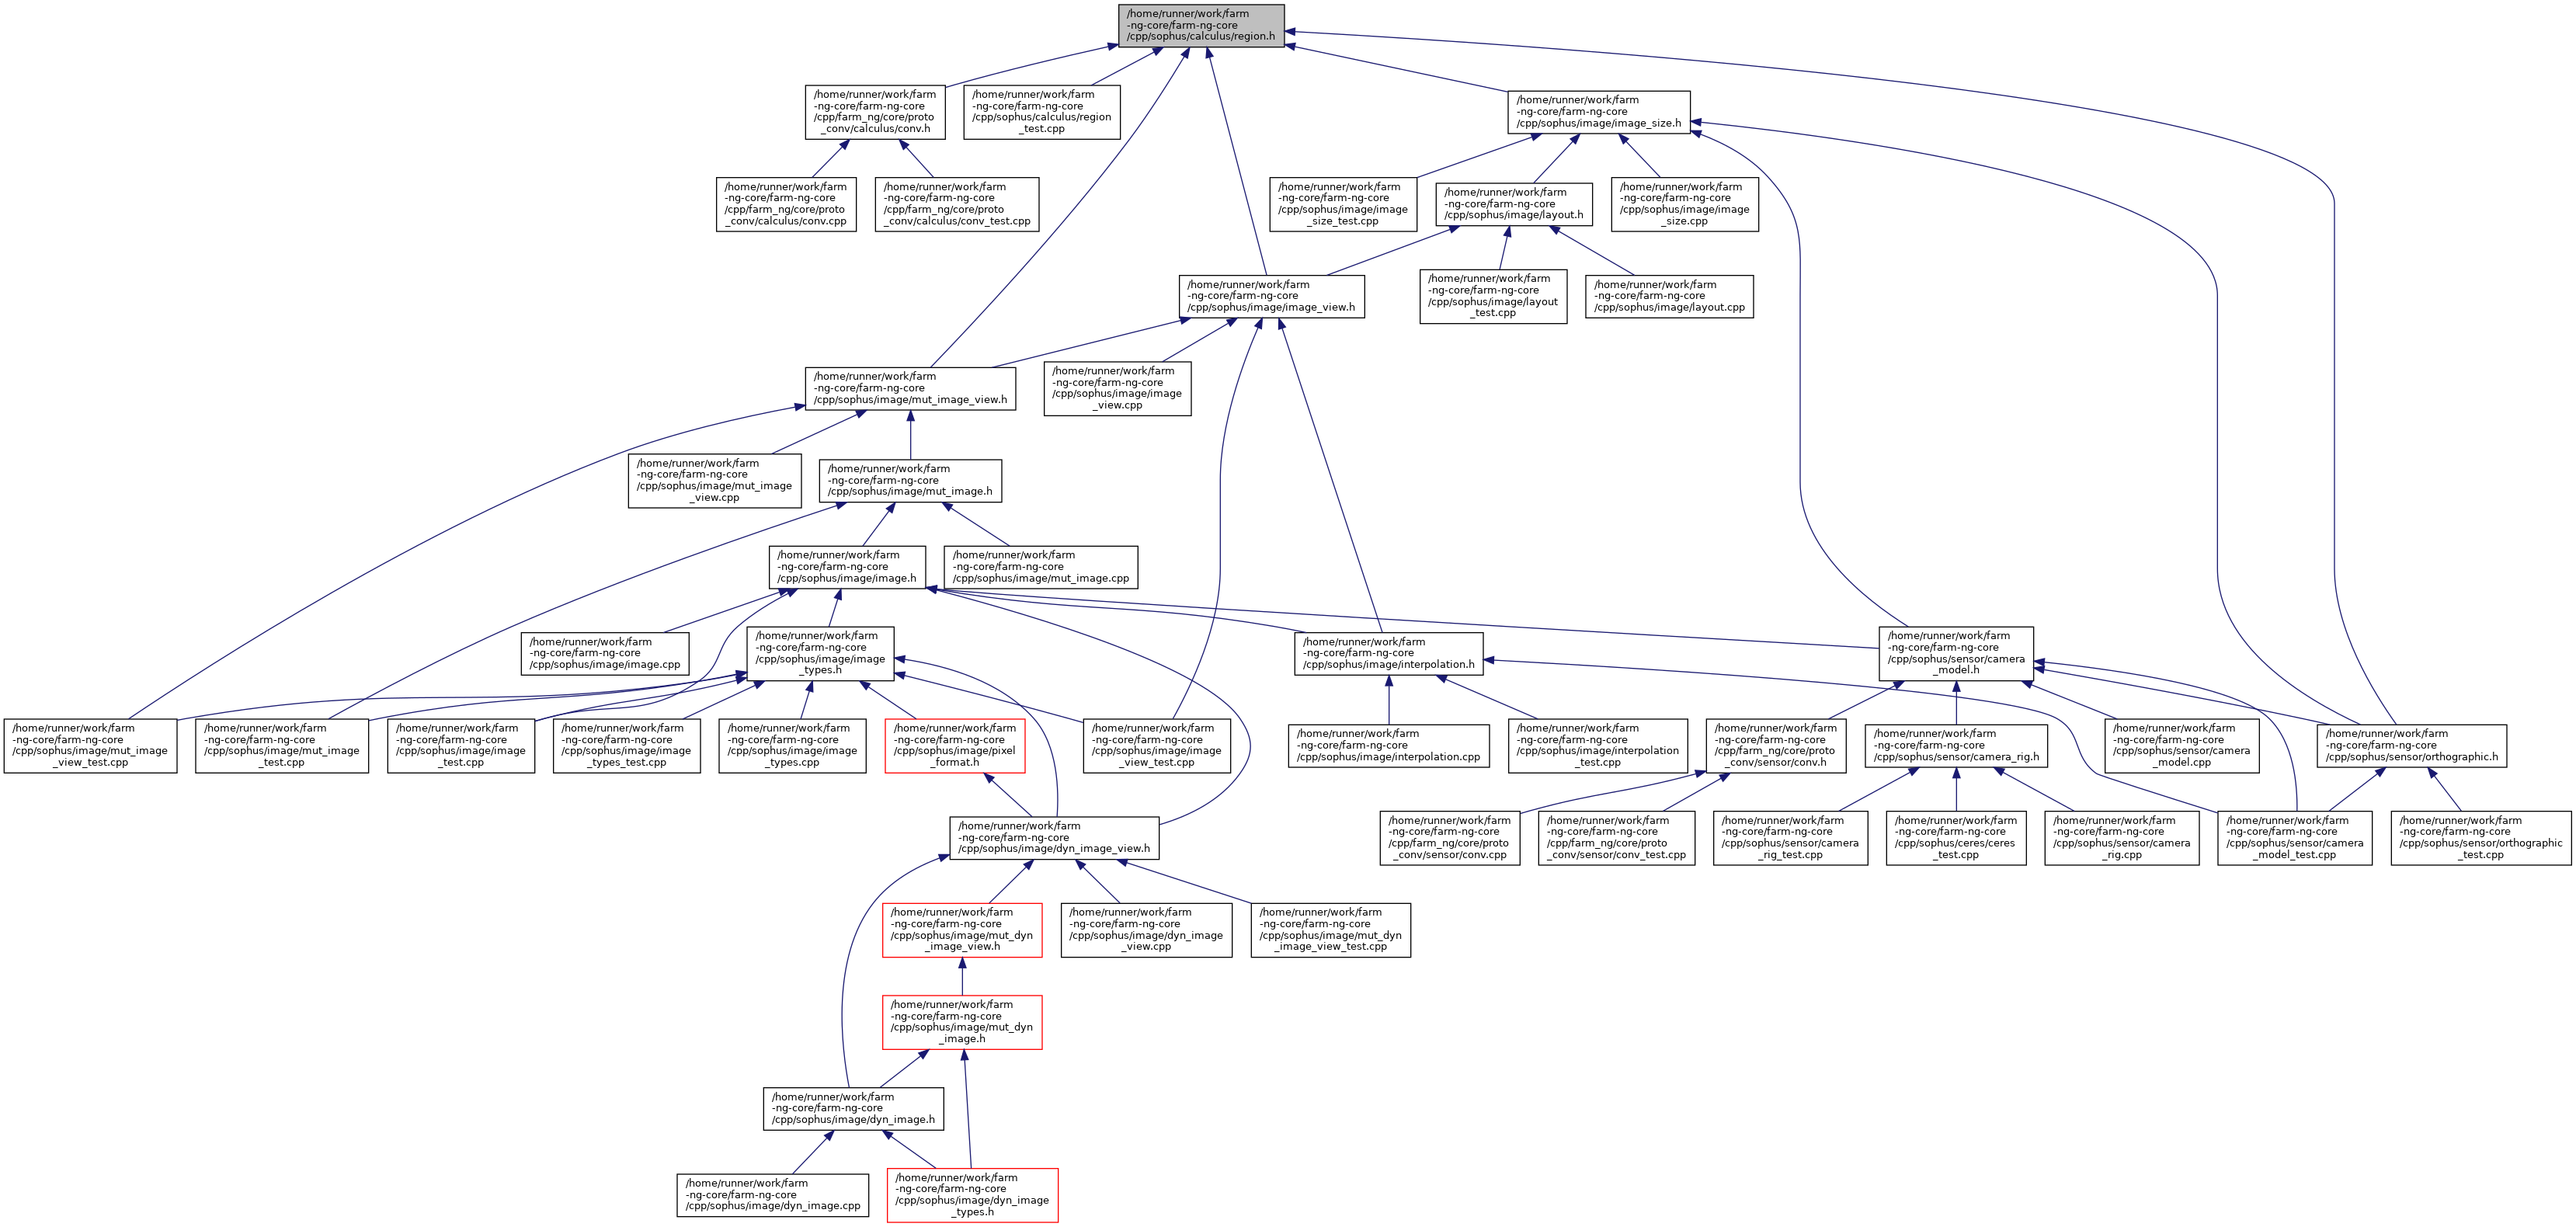 /home/runner/work/farm
-ng-core/farm-ng-core
/cpp/sophus/calculus/region.h
/home/runner/work/farm
-ng-core/farm-ng-core
/cpp/farm_ng/core/proto
_conv/calculus/conv.h
/home/runner/work/farm
-ng-core/farm-ng-core
/cpp/sophus/calculus/region
_test.cpp
/home/runner/work/farm
-ng-core/farm-ng-core
/cpp/sophus/image/image_size.h
/home/runner/work/farm
-ng-core/farm-ng-core
/cpp/farm_ng/core/proto
_conv/calculus/conv.cpp
/home/runner/work/farm
-ng-core/farm-ng-core
/cpp/farm_ng/core/proto
_conv/calculus/conv_test.cpp
/home/runner/work/farm
-ng-core/farm-ng-core
/cpp/sophus/image/image
_size_test.cpp
/home/runner/work/farm
-ng-core/farm-ng-core
/cpp/sophus/image/layout.h
/home/runner/work/farm
-ng-core/farm-ng-core
/cpp/sophus/image/image
_size.cpp
/home/runner/work/farm
-ng-core/farm-ng-core
/cpp/sophus/image/image_view.h
/home/runner/work/farm
-ng-core/farm-ng-core
/cpp/sophus/image/layout
_test.cpp
/home/runner/work/farm
-ng-core/farm-ng-core
/cpp/sophus/image/layout.cpp
/home/runner/work/farm
-ng-core/farm-ng-core
/cpp/sophus/image/mut_image_view.h
/home/runner/work/farm
-ng-core/farm-ng-core
/cpp/sophus/image/image
_view.cpp
/home/runner/work/farm
-ng-core/farm-ng-core
/cpp/sophus/image/mut_image
_view.cpp
/home/runner/work/farm
-ng-core/farm-ng-core
/cpp/sophus/image/mut_image.h
/home/runner/work/farm
-ng-core/farm-ng-core
/cpp/sophus/image/image.h
/home/runner/work/farm
-ng-core/farm-ng-core
/cpp/sophus/image/mut_image.cpp
/home/runner/work/farm
-ng-core/farm-ng-core
/cpp/sophus/image/image.cpp
/home/runner/work/farm
-ng-core/farm-ng-core
/cpp/sophus/image/image
_types.h
/home/runner/work/farm
-ng-core/farm-ng-core
/cpp/sophus/image/interpolation.h
/home/runner/work/farm
-ng-core/farm-ng-core
/cpp/sophus/sensor/camera
_model.h
/home/runner/work/farm
-ng-core/farm-ng-core
/cpp/sophus/image/mut_image
_view_test.cpp
/home/runner/work/farm
-ng-core/farm-ng-core
/cpp/sophus/image/mut_image
_test.cpp
/home/runner/work/farm
-ng-core/farm-ng-core
/cpp/sophus/image/image
_test.cpp
/home/runner/work/farm
-ng-core/farm-ng-core
/cpp/sophus/image/image
_types_test.cpp
/home/runner/work/farm
-ng-core/farm-ng-core
/cpp/sophus/image/image
_types.cpp
/home/runner/work/farm
-ng-core/farm-ng-core
/cpp/sophus/image/pixel
_format.h
/home/runner/work/farm
-ng-core/farm-ng-core
/cpp/sophus/image/image
_view_test.cpp
/home/runner/work/farm
-ng-core/farm-ng-core
/cpp/sophus/image/interpolation.cpp
/home/runner/work/farm
-ng-core/farm-ng-core
/cpp/sophus/image/interpolation
_test.cpp
/home/runner/work/farm
-ng-core/farm-ng-core
/cpp/farm_ng/core/proto
_conv/sensor/conv.h
/home/runner/work/farm
-ng-core/farm-ng-core
/cpp/sophus/sensor/camera_rig.h
/home/runner/work/farm
-ng-core/farm-ng-core
/cpp/sophus/sensor/camera
_model.cpp
/home/runner/work/farm
-ng-core/farm-ng-core
/cpp/sophus/sensor/orthographic.h
/home/runner/work/farm
-ng-core/farm-ng-core
/cpp/sophus/image/dyn_image_view.h
/home/runner/work/farm
-ng-core/farm-ng-core
/cpp/farm_ng/core/proto
_conv/sensor/conv.cpp
/home/runner/work/farm
-ng-core/farm-ng-core
/cpp/farm_ng/core/proto
_conv/sensor/conv_test.cpp
/home/runner/work/farm
-ng-core/farm-ng-core
/cpp/sophus/sensor/camera
_rig_test.cpp
/home/runner/work/farm
-ng-core/farm-ng-core
/cpp/sophus/ceres/ceres
_test.cpp
/home/runner/work/farm
-ng-core/farm-ng-core
/cpp/sophus/sensor/camera
_rig.cpp
/home/runner/work/farm
-ng-core/farm-ng-core
/cpp/sophus/sensor/camera
_model_test.cpp
/home/runner/work/farm
-ng-core/farm-ng-core
/cpp/sophus/sensor/orthographic
_test.cpp
/home/runner/work/farm
-ng-core/farm-ng-core
/cpp/sophus/image/mut_dyn
_image_view.h
/home/runner/work/farm
-ng-core/farm-ng-core
/cpp/sophus/image/dyn_image
_view.cpp
/home/runner/work/farm
-ng-core/farm-ng-core
/cpp/sophus/image/mut_dyn
_image_view_test.cpp
/home/runner/work/farm
-ng-core/farm-ng-core
/cpp/sophus/image/mut_dyn
_image.h
/home/runner/work/farm
-ng-core/farm-ng-core
/cpp/sophus/image/dyn_image.h
/home/runner/work/farm
-ng-core/farm-ng-core
/cpp/sophus/image/dyn_image.cpp
/home/runner/work/farm
-ng-core/farm-ng-core
/cpp/sophus/image/dyn_image
_types.h